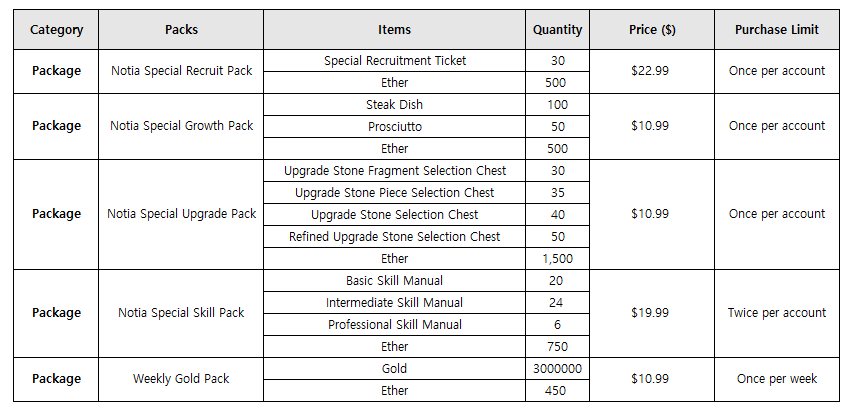 Category Packs Items Quantity Price ($) Purchase Limit
Package Notia Special Recruit Pack Special Recruitment Ticket 30 $22.99 Once per account
Ether 500
Package Notia Special Growth Pack Steak Dish 100 $10.99 Once per account
Prosciutto 50
Ether 500
Package Notia Special Upgrade Pack Upgrade Stone Fragment Selection Chest 30 $10.99 Once per account
Upgrade Stone Piece Selection Chest 35
Upgrade Stone Selection Chest 40
Refined Upgrade Stone Selection Chest 50
Ether 1,500
Package Notia Special Skill Pack Basic Skill Manual 20 $19.99 Twice per account
Intermediate Skill Manual 24
Professional Skill Manual 6
Ether 750
Package Weekly Gold Pack Gold 3000000 $10.99 Once per week
Ether 450